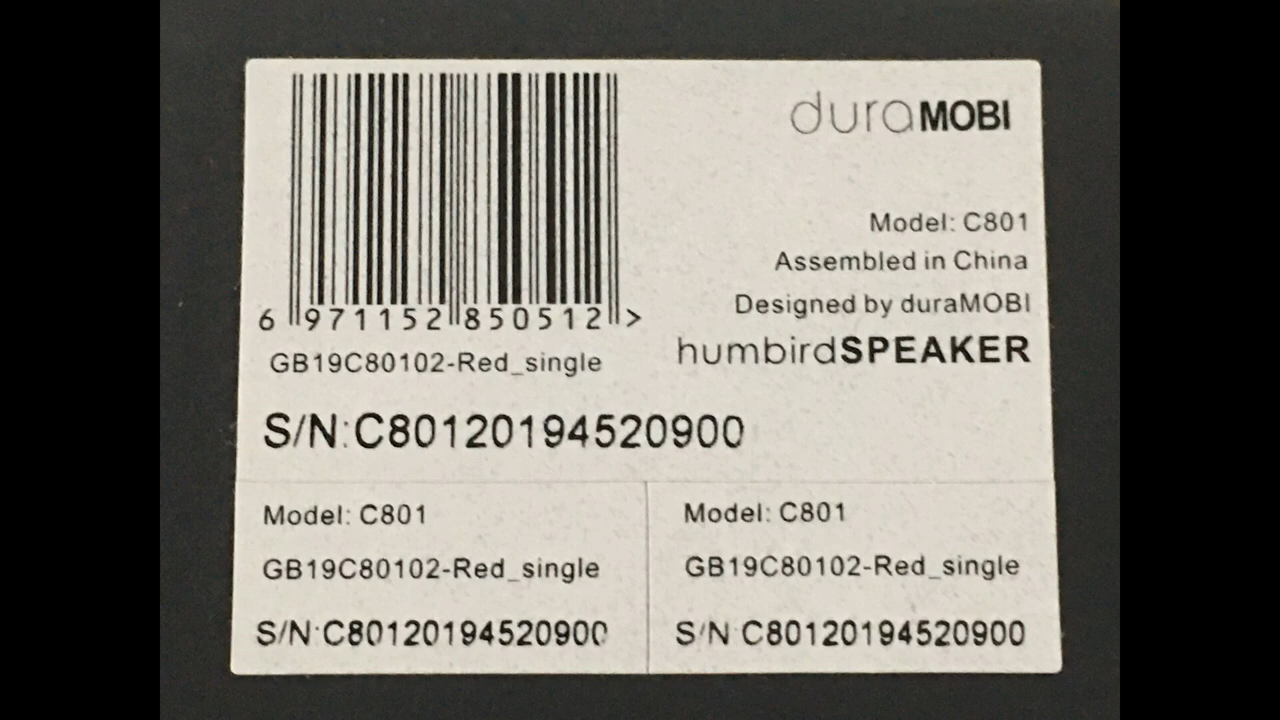 duraMOBI
6 971152 850512 >
GB19C80102-Red_single
Model: C801
Assembled in China
Designed by duraMOBI
humbirdSPEAKER
S/N:C80120194520900
Model: C801
GB19C80102-Red_single
S/N:C80120194520900
Model: C801
GB19C80102-Red_single
S/N C80120194520900